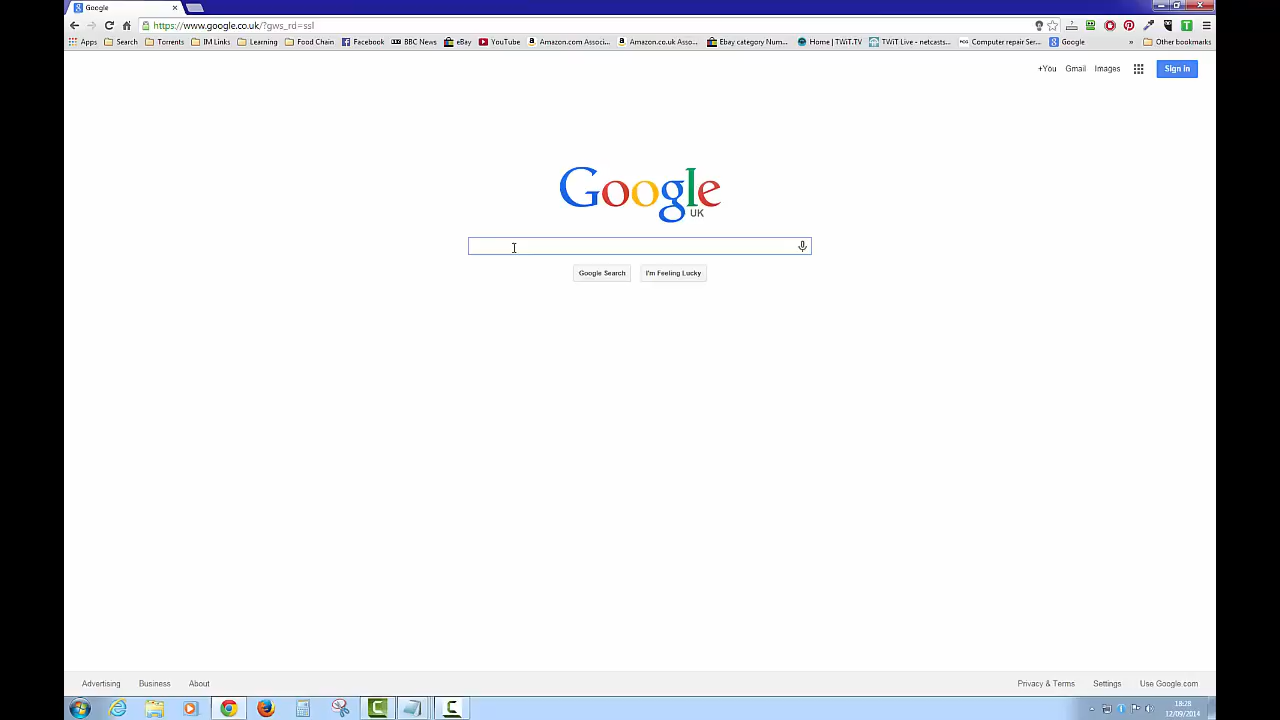 Google
https://www.google.co.uk/?gws_rd=ssl
Apps Search Torrents IM Links Learning Food Chain Facebook BBC News eBay YouTube Amazon.com Associ... Amazon.co.uk Asso... Ebay category Num... Home | TWiT.TV TWiT Live - netcasts... Computer repair Ser... Google » Other bookmarks
+You Gmail Images Sign in
Google
UK
Google Search I'm Feeling Lucky
Advertising Business About Privacy & Terms Settings Use Google.com
18:28
12/09/2014